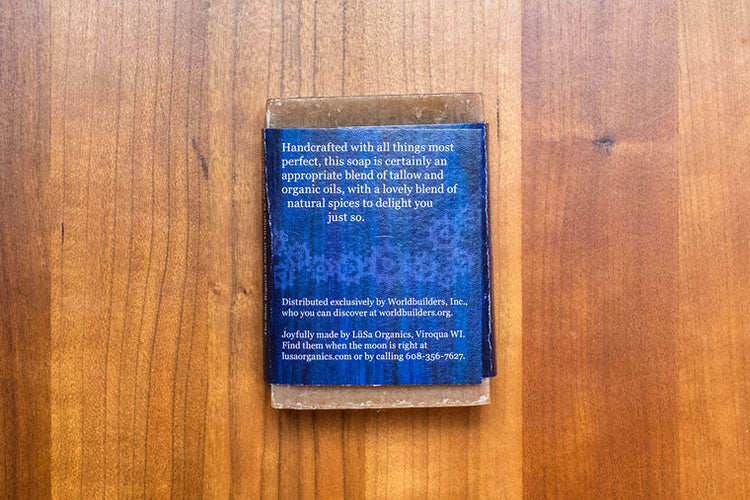 Handcrafted with all things most
perfect, this soap is certainly an
appropriate blend of tallow and
organic oils, with a lovely blend of
natural spices to delight you
just so.
Distributed exclusively by Worldbuilders, Inc.,
who you can discover at worldbuilders.org.
Joyfully made by LüSa Organics, Viroqua WI.
Find them when the moon is right at
lusaorganics.com or by calling 608-356-7627.